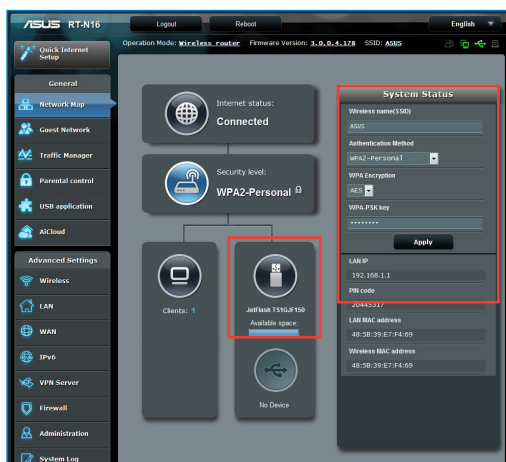 ASUS RT-N16
Logout
Reboot
English
Quick Internet
Setup
Operation Mode: Wireless router Firmware Version: 3.0.0.4.178 SSID: ASUS
General
Network Map
Guest Network
Traffic Manager
Parental control
USB application
AiCloud
Advanced Settings
Wireless
LAN
WAN
IPv6
VPN Server
Firewall
Administration
System Log
Internet status:
Connected
Security level:
WPA2-Personal
Clients: 1
JetFlash TS1GJF150
Available space:
No Device
System Status
Wireless name(SSID)
ASUS
Authentication Method
WPA2-Personal
WPA Encryption
AES
WPA-PSK key
••••••••
Apply
LAN IP
192.168.1.1
PIN code
20445317
LAN MAC address
48:5B:39:E7:F4:69
Wireless MAC address
48:5B:39:E7:F4:69